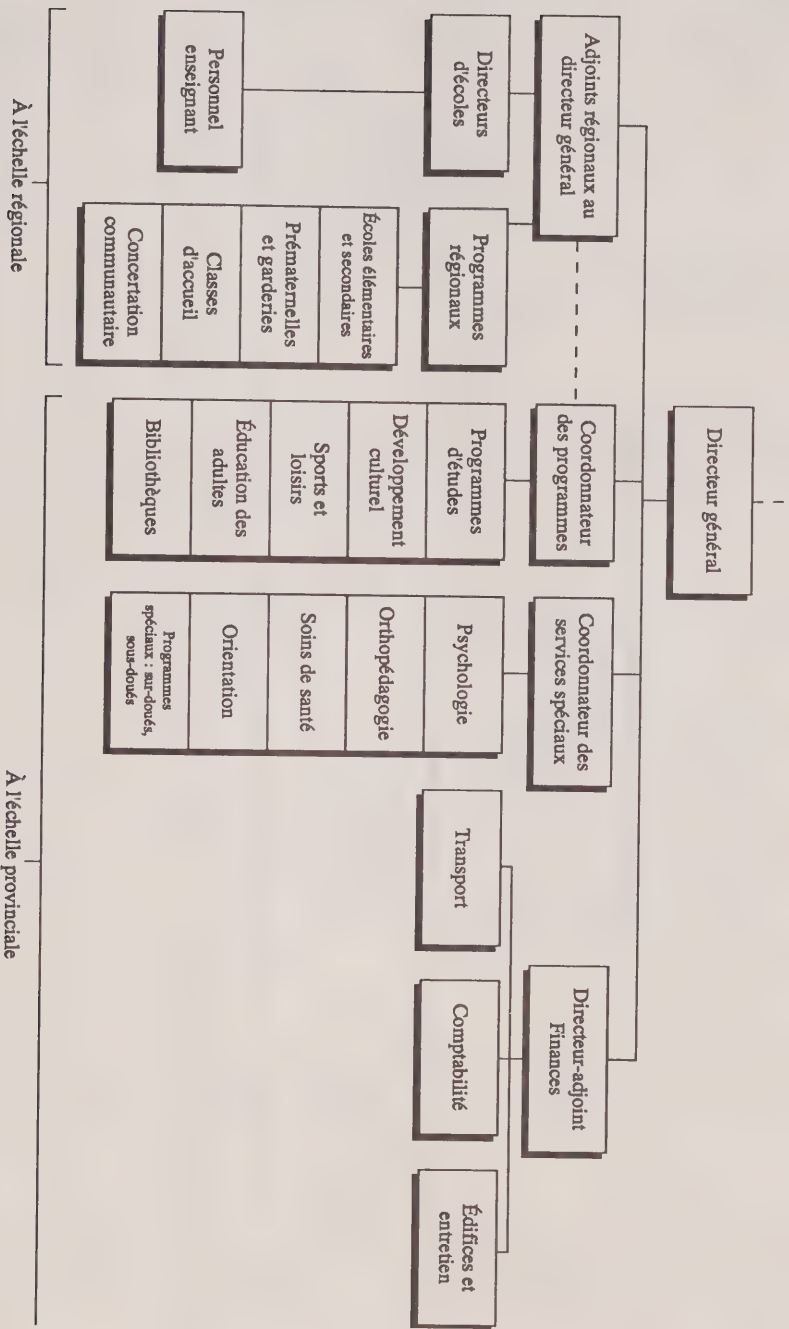 Directeur général
Adjoints régionaux au
directeur général
Coordonnateur
des programmes
Coordonnateur des
services spéciaux
Directeur-adjoint
Finances
Directeurs
d'écoles
Programmes
régionaux
Personnel
enseignant
Écoles élémentaires
et secondaires
Prématernelles
et garderies
Classes
d'accueil
Concertation
communautaire
Programmes
d'études
Développement
culturel
Sports et
loisirs
Éducation des
adultes
Bibliothèques
Psychologie
Orthopédagogie
Soins de santé
Orientation
Programmes
spéciaux : sur-doués,
sous-doués
Transport
Comptabilité
Édifices et
entretien
À l'échelle régionale
À l'échelle provinciale